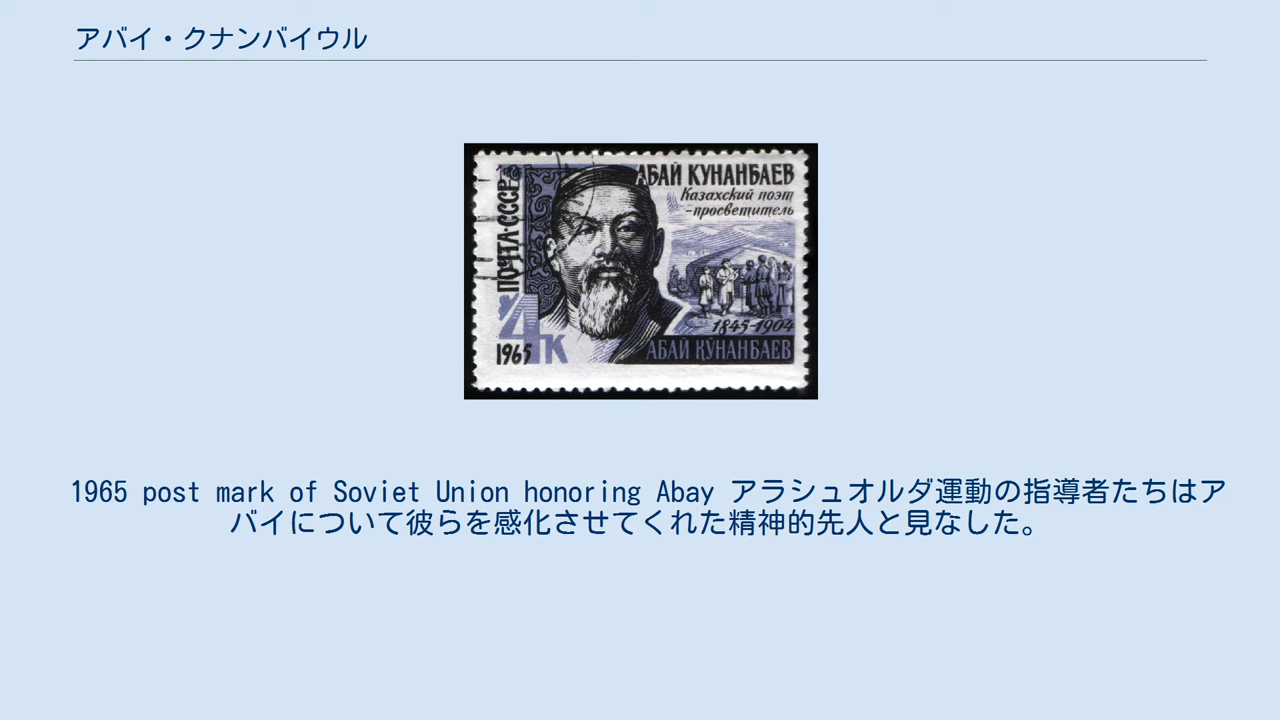 アバイ・クナンバイウル
ПОЧТА·СССР
АБАЙ КУНАНБАЕВ
Казахский поэт
-просветитель
1845-1904
4К
1965
АБАЙ ҚҰНАНБАЕВ
1965 post mark of Soviet Union honoring Abay アラシュオルダ運動の指導者たちはア
バイについて彼らを感化させてくれた精神的先人と見なした。